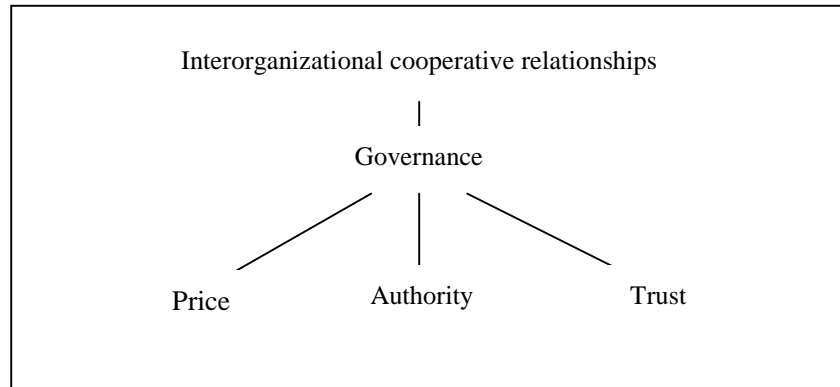 Interorganizational cooperative relationships
Governance
Price Authority Trust